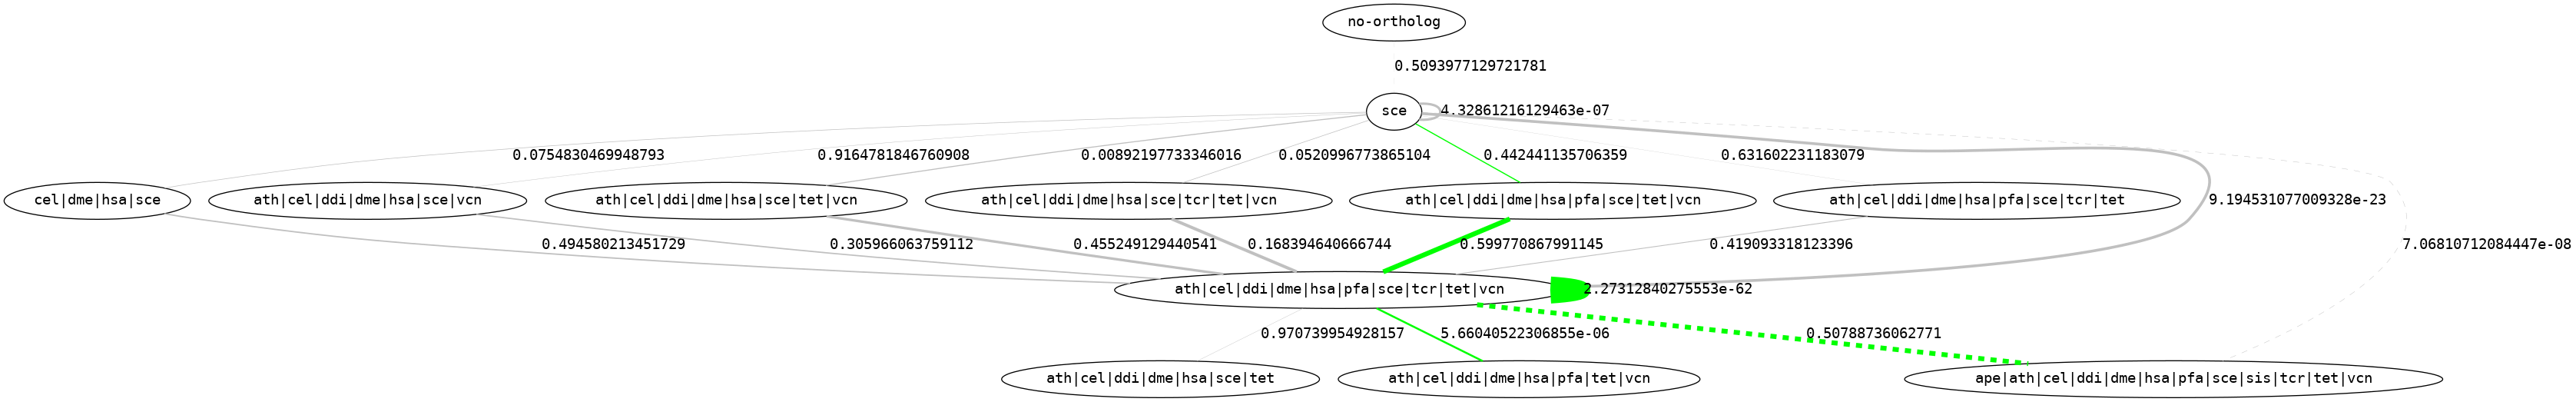 no-ortholog
0.5093977129721781
sce
4.32861216129463e-07
0.0754830469948793
0.9164781846760908
0.00892197733346016
0.0520996773865104
0.442441135706359
0.631602231183079
cel|dme|hsa|sce
ath|cel|ddi|dme|hsa|sce|vcn
ath|cel|ddi|dme|hsa|sce|tet|vcn
ath|cel|ddi|dme|hsa|sce|tcr|tet|vcn
ath|cel|ddi|dme|hsa|pfa|sce|tet|vcn
ath|cel|ddi|dme|hsa|pfa|sce|tcr|tet
9.194531077009328e-23
0.494580213451729
0.305966063759112
0.455249129440541
0.168394640666744
0.599770867991145
0.419093318123396
7.06810712084447e-08
ath|cel|ddi|dme|hsa|pfa|sce|tcr|tet|vcn
2.27312840275553e-62
0.970739954928157
5.66040522306855e-06
0.50788736062771
ath|cel|ddi|dme|hsa|sce|tet
ath|cel|ddi|dme|hsa|pfa|tet|vcn
ape|ath|cel|ddi|dme|hsa|pfa|sce|sis|tcr|tet|vcn